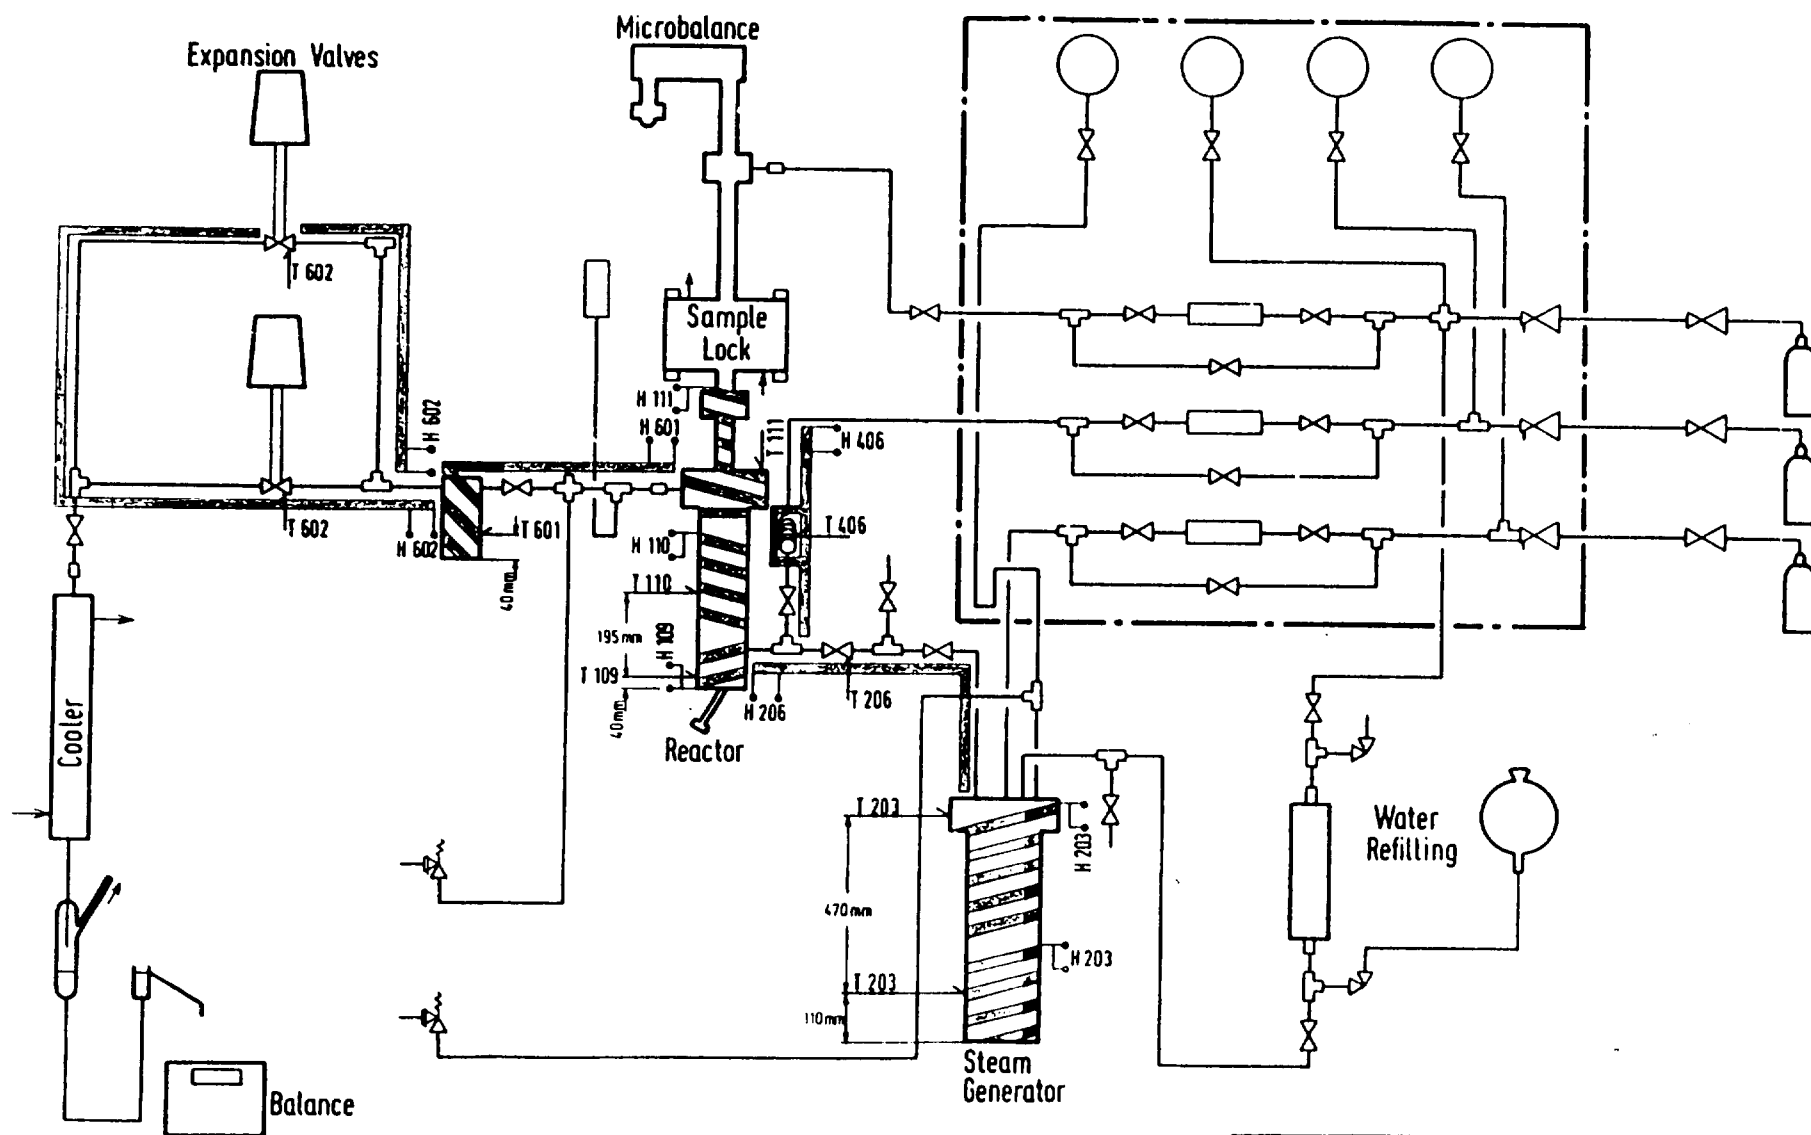 Microbalance
Expansion Valves
T 602
Sample
Lock
H 111
H 601
T 111
H 406
H 602
T 602
H 602
T 601
40mm
H 110
T 406
T 110
195mm
H 109
T 109
40mm
H 206
T 206
Reactor
Cooler
T 203
H 203
470mm
Water
Refilling
H 203
T 203
110mm
Steam
Generator
Balance